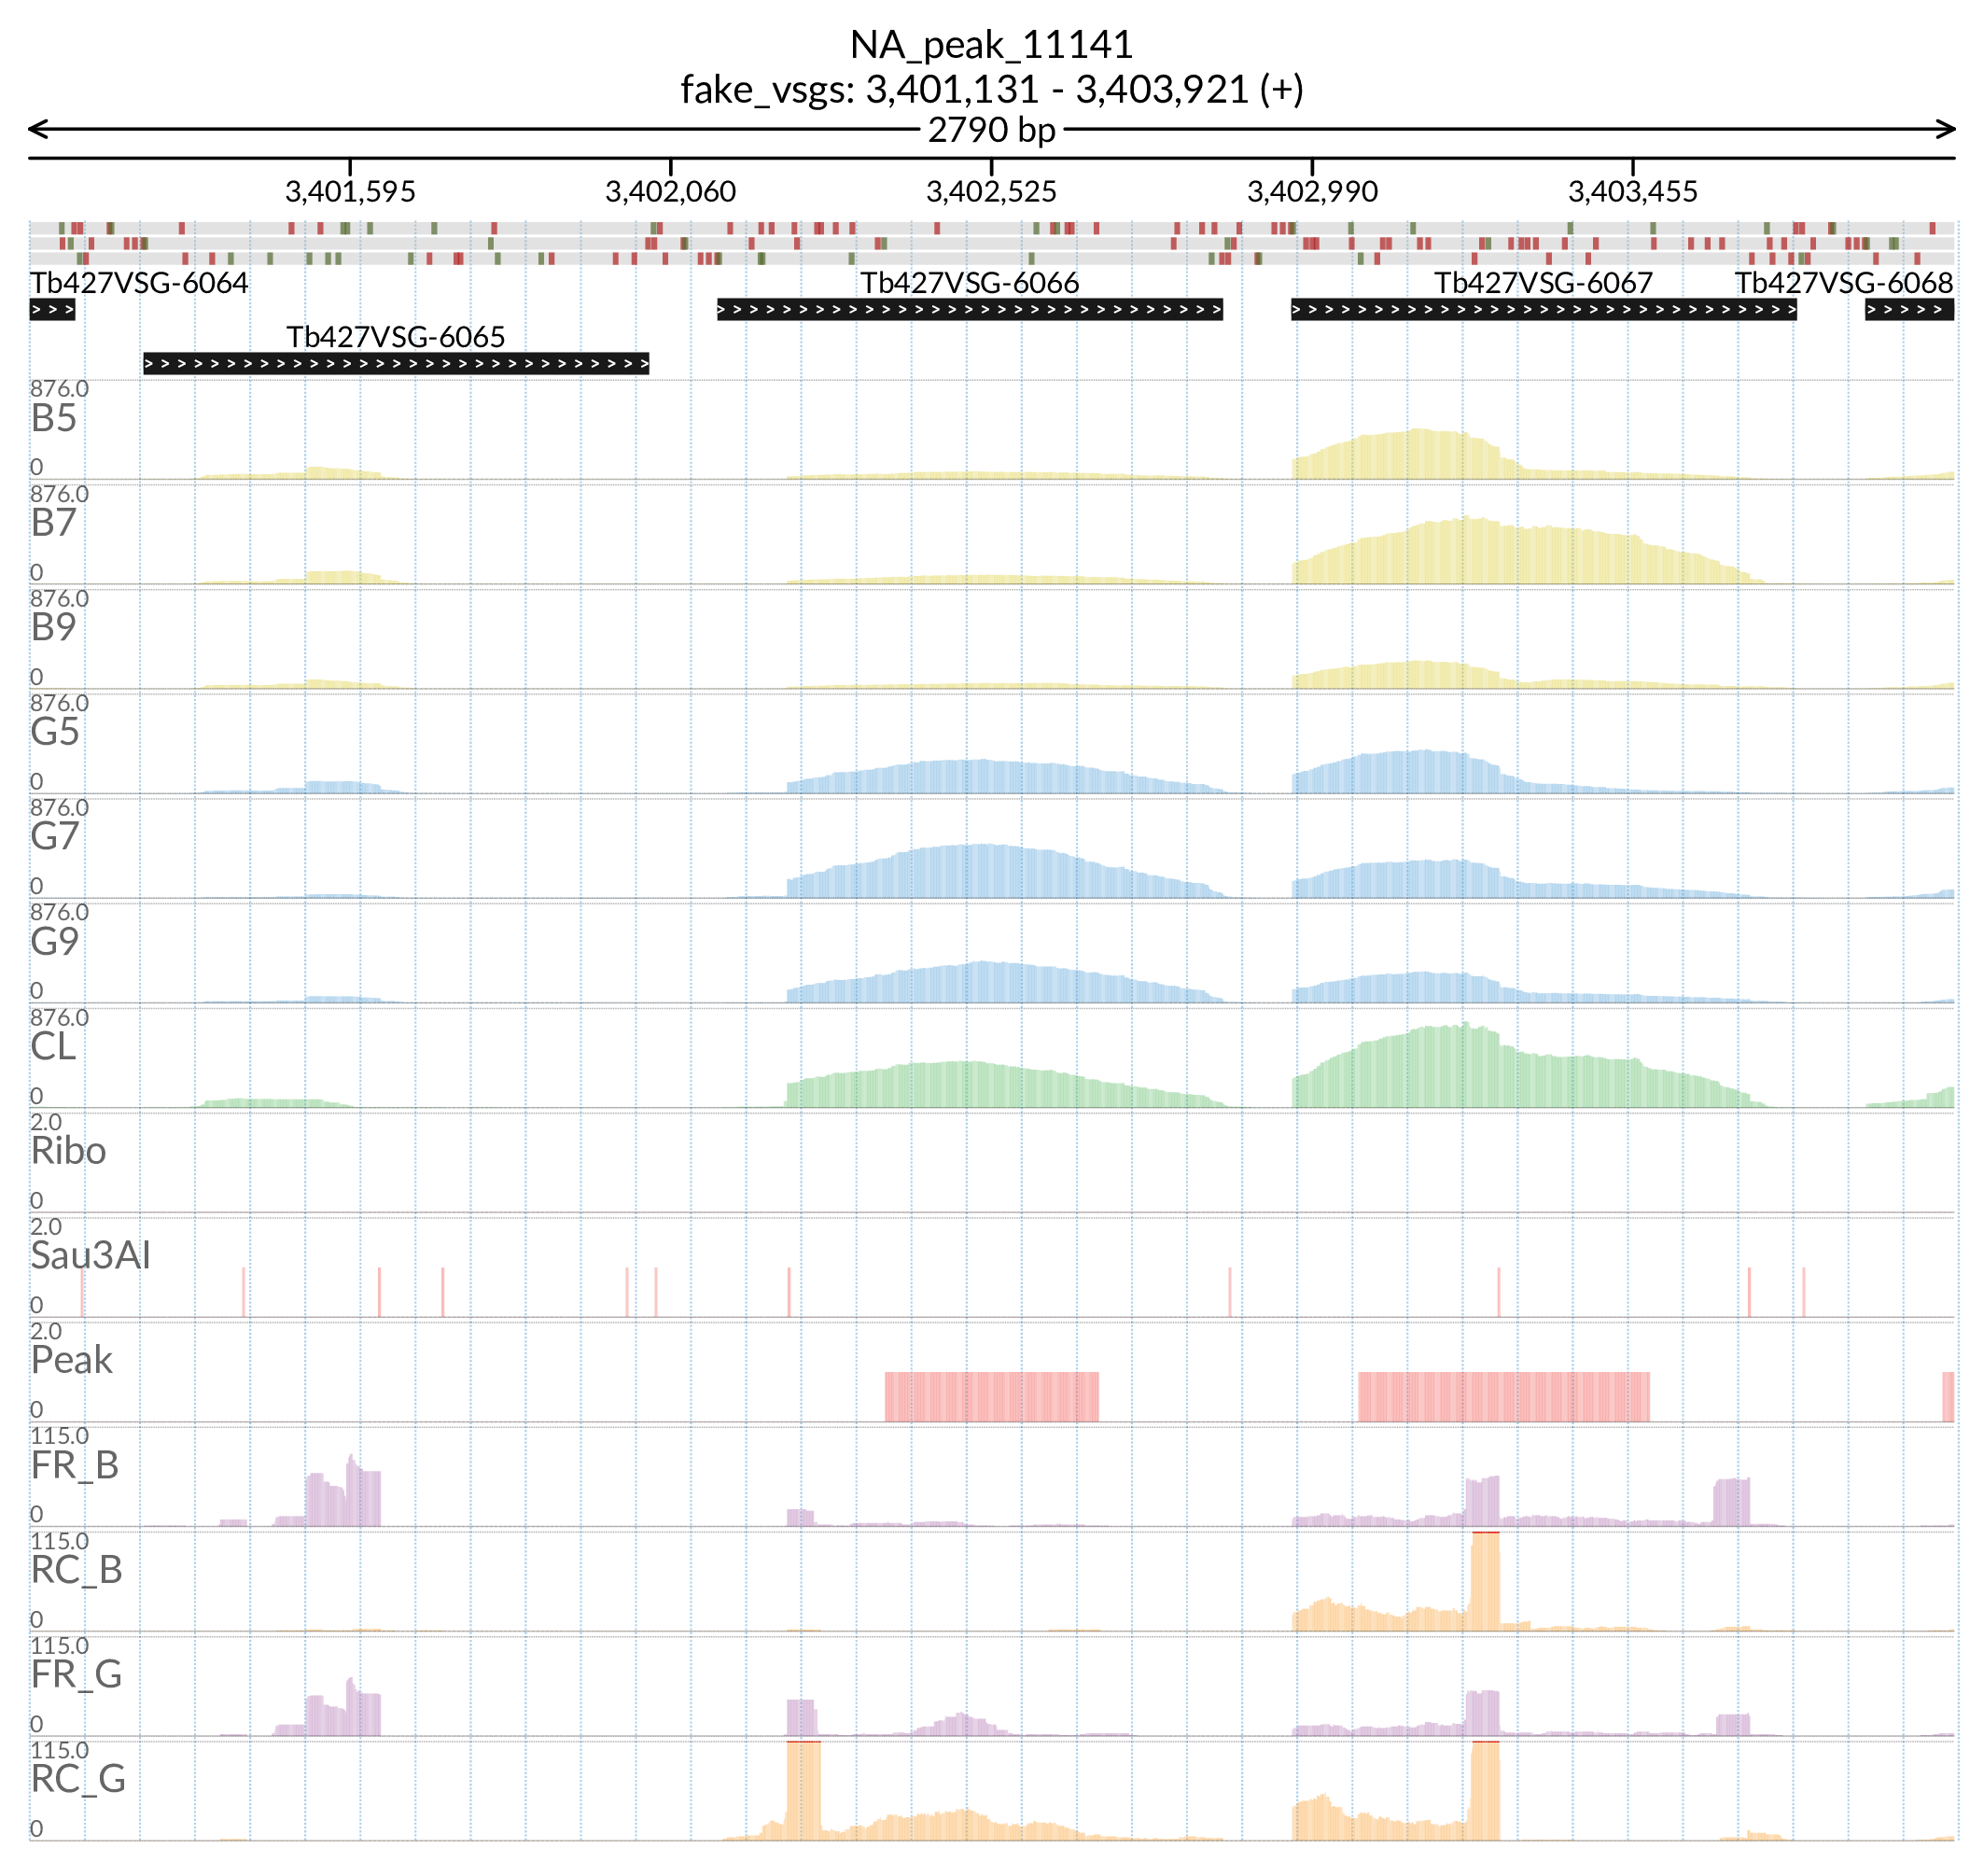 NA_peak_11141
fake_vsgs: 3,401,131 - 3,403,921 (+)
2790 bp
3,401,595 3,402,060 3,402,525 3,402,990 3,403,455
Tb427VSG-6064 Tb427VSG-6066 Tb427VSG-6067 Tb427VSG-6068
Tb427VSG-6065
876.0
B5
0
876.0
B7
0
876.0
B9
0
876.0
G5
0
876.0
G7
0
876.0
G9
0
876.0
CL
0
2.0
Ribo
0
2.0
Sau3AI
0
2.0
Peak
0
115.0
FR_B
0
115.0
RC_B
0
115.0
FR_G
0
115.0
RC_G
0